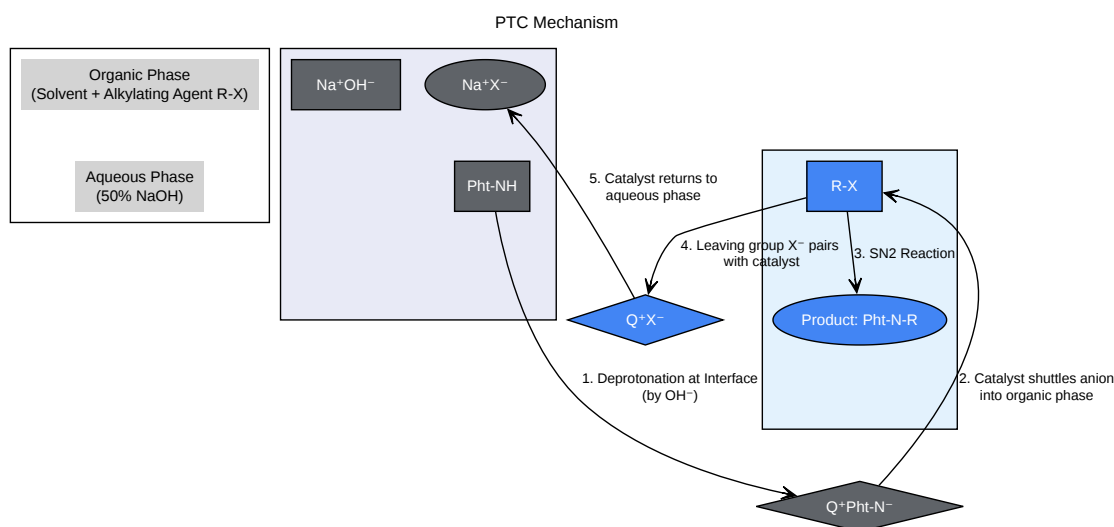 PTC Mechanism
Organic Phase
(Solvent + Alkylating Agent R-X)
Aqueous Phase
(50% NaOH)
Na⁺OH⁻
Na⁺X⁻
Pht-NH
5. Catalyst returns to
aqueous phase
R-X
4. Leaving group X⁻ pairs
with catalyst
3. SN2 Reaction
Q⁺X⁻
Product: Pht-N-R
1. Deprotonation at Interface
(by OH⁻)
2. Catalyst shuttles anion
into organic phase
Q⁺Pht-N⁻